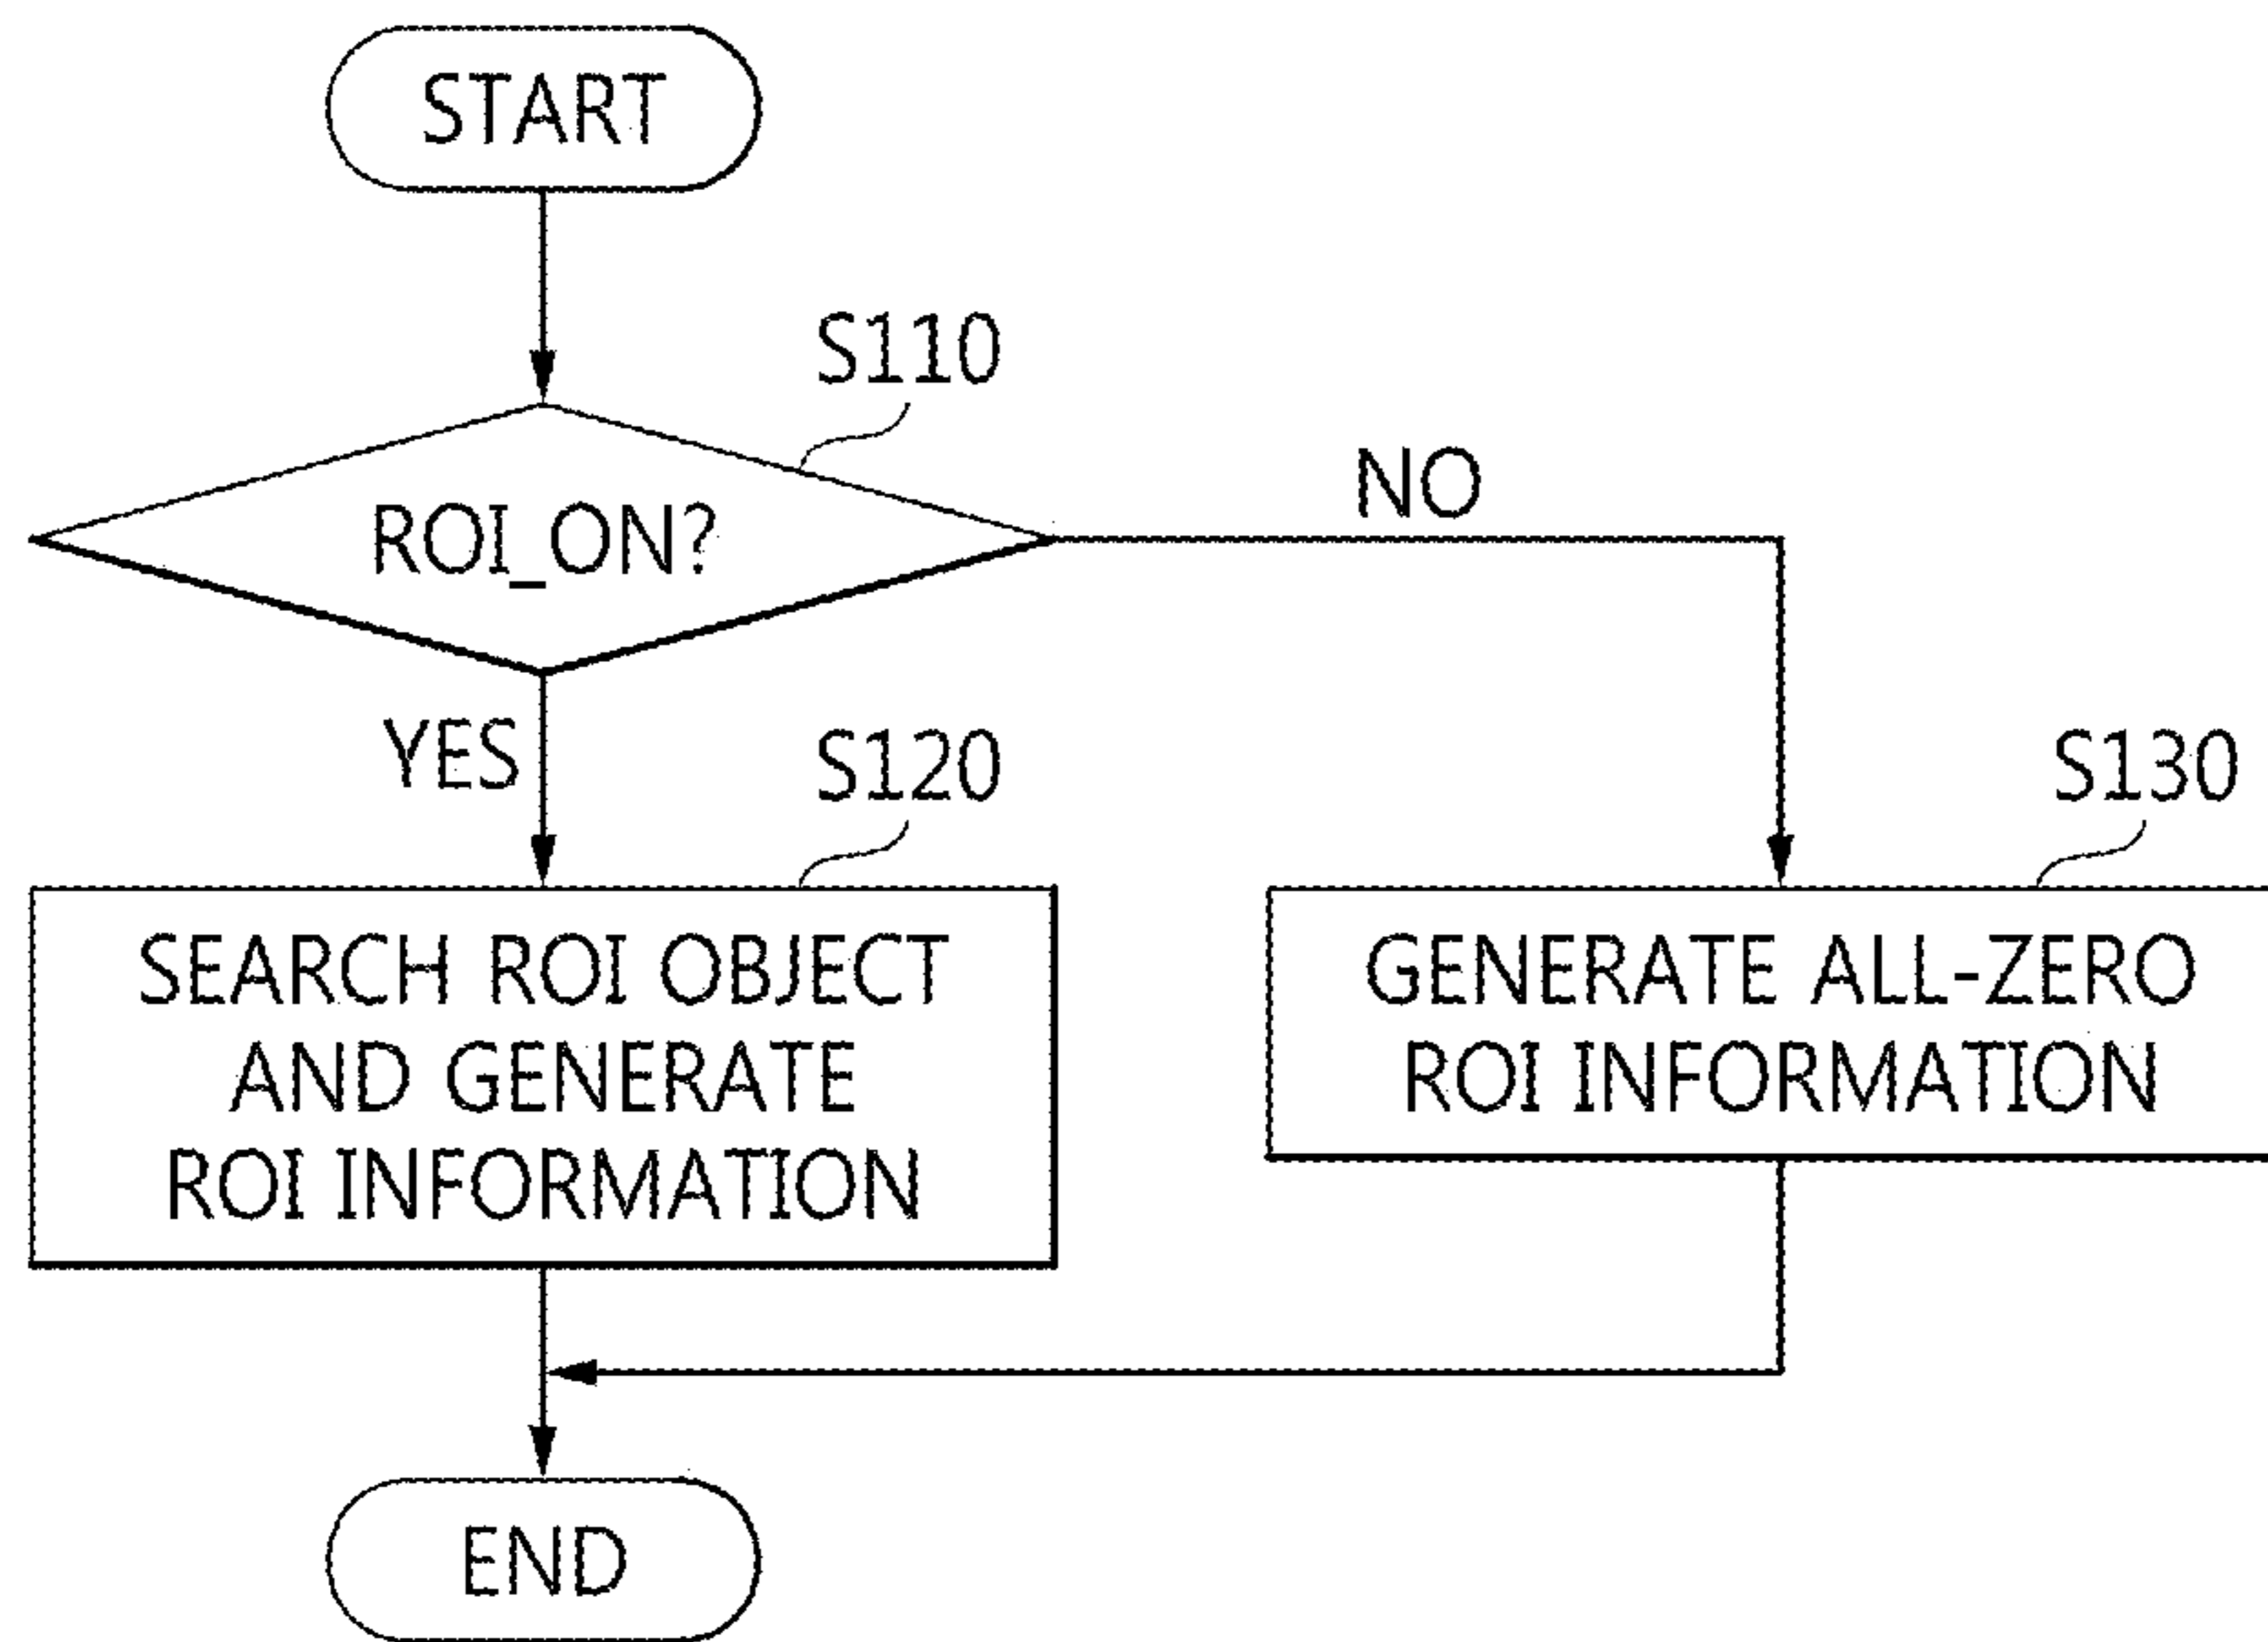 START
S110
ROI_ON?
NO
YES
S120
S130
SEARCH ROI OBJECT
AND GENERATE
ROI INFORMATION
GENERATE ALL-ZERO
ROI INFORMATION
END